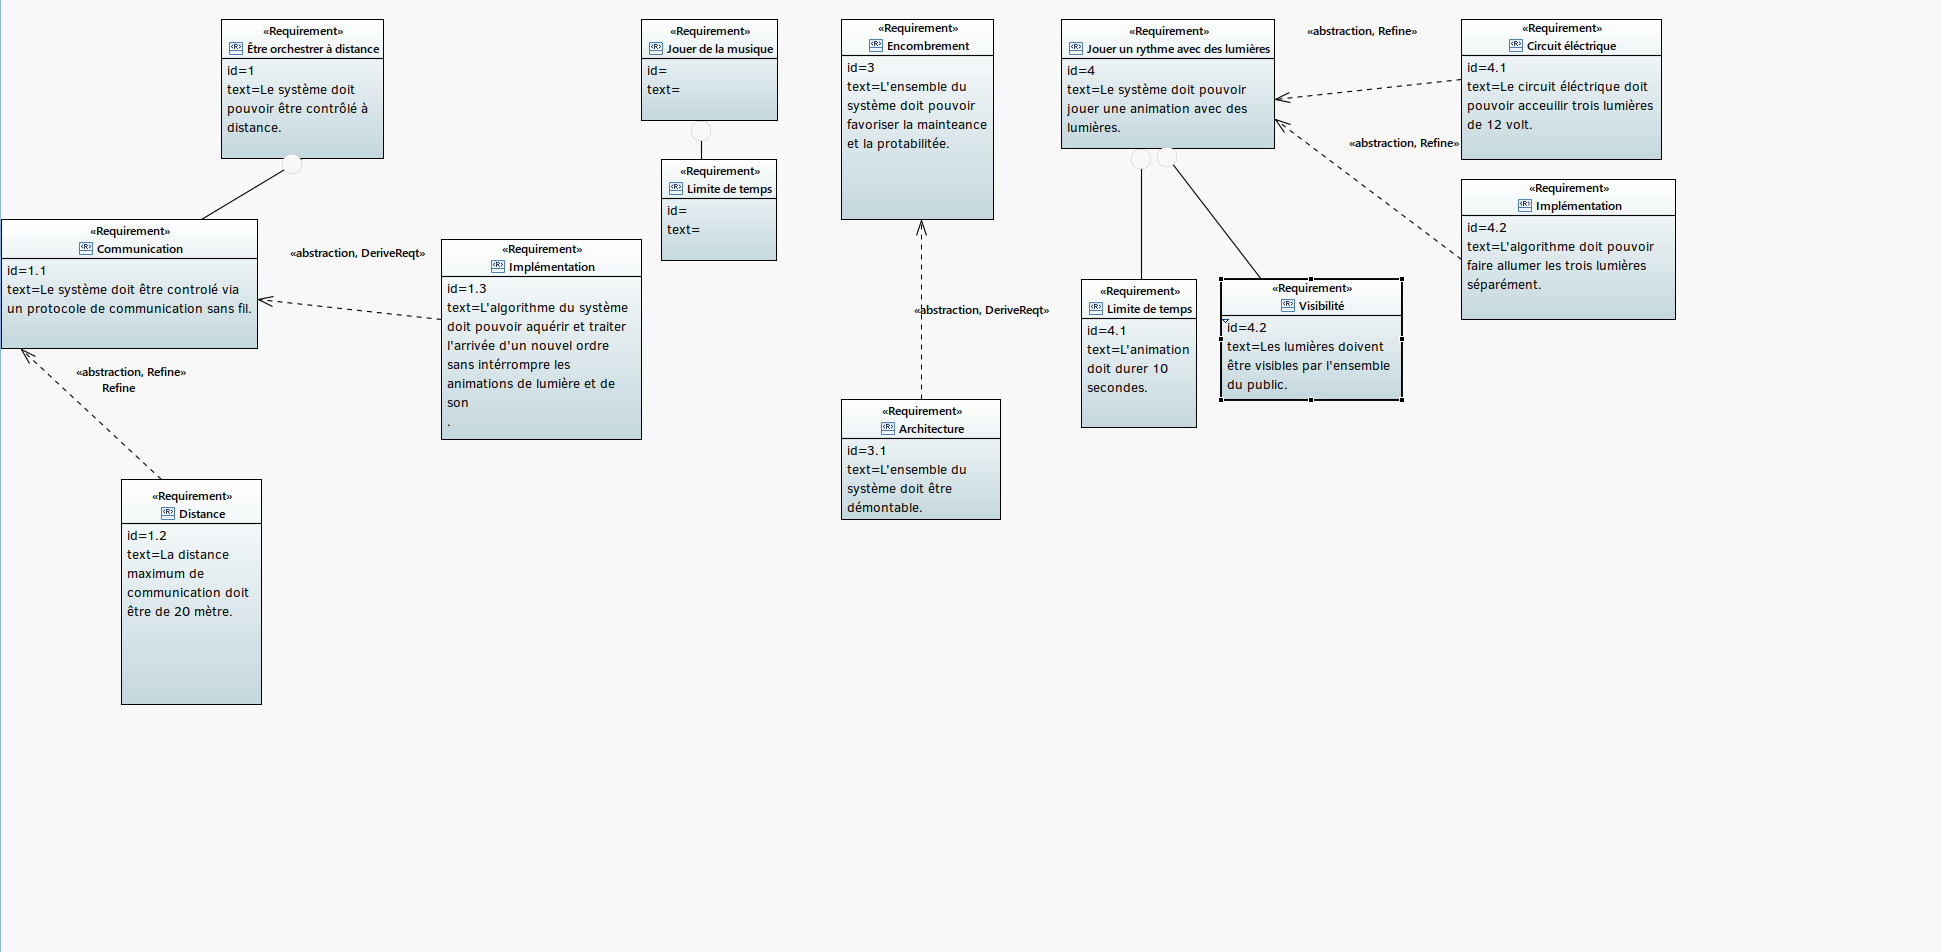 «Requirement»
Être orchestrer à distance
id=1
text=Le système doit
pouvoir être contrôlé à
distance.
«Requirement»
Communication
id=1.1
text=Le système doit être controlé via
un protocole de communication sans fil.
«abstraction, DeriveReqt»
«Requirement»
Implémentation
id=1.3
text=L'algorithme du système
doit pouvoir aquérir et traiter
l'arrivée d'un nouvel ordre
sans intérrompre les
animations de lumière et de
son
.
«abstraction, Refine»
Refine
«Requirement»
Distance
id=1.2
text=La distance
maximum de
communication doit
être de 20 mètre.
«Requirement»
Jouer de la musique
id=
text=
«Requirement»
Limite de temps
id=
text=
«Requirement»
Encombrement
id=3
text=L'ensemble du
système doit pouvoir
favoriser la mainteance
et la protabilitée.
«abstraction, DeriveReqt»
«Requirement»
Architecture
id=3.1
text=L'ensemble du
système doit être
démontable.
«Requirement»
Jouer un rythme avec des lumières
id=4
text=Le système doit pouvoir
jouer une animation avec des
lumières.
«abstraction, Refine»
«Requirement»
Circuit éléctrique
id=4.1
text=Le circuit éléctrique doit
pouvoir acceuilir trois lumières
de 12 volt.
«abstraction, Refine»
«Requirement»
Implémentation
id=4.2
text=L'algorithme doit pouvoir
faire allumer les trois lumières
séparément.
«Requirement»
Limite de temps
id=4.1
text=L'animation
doit durer 10
secondes.
«Requirement»
Visibilité
id=4.2
text=Les lumières doivent
être visibles par l'ensemble
du public.